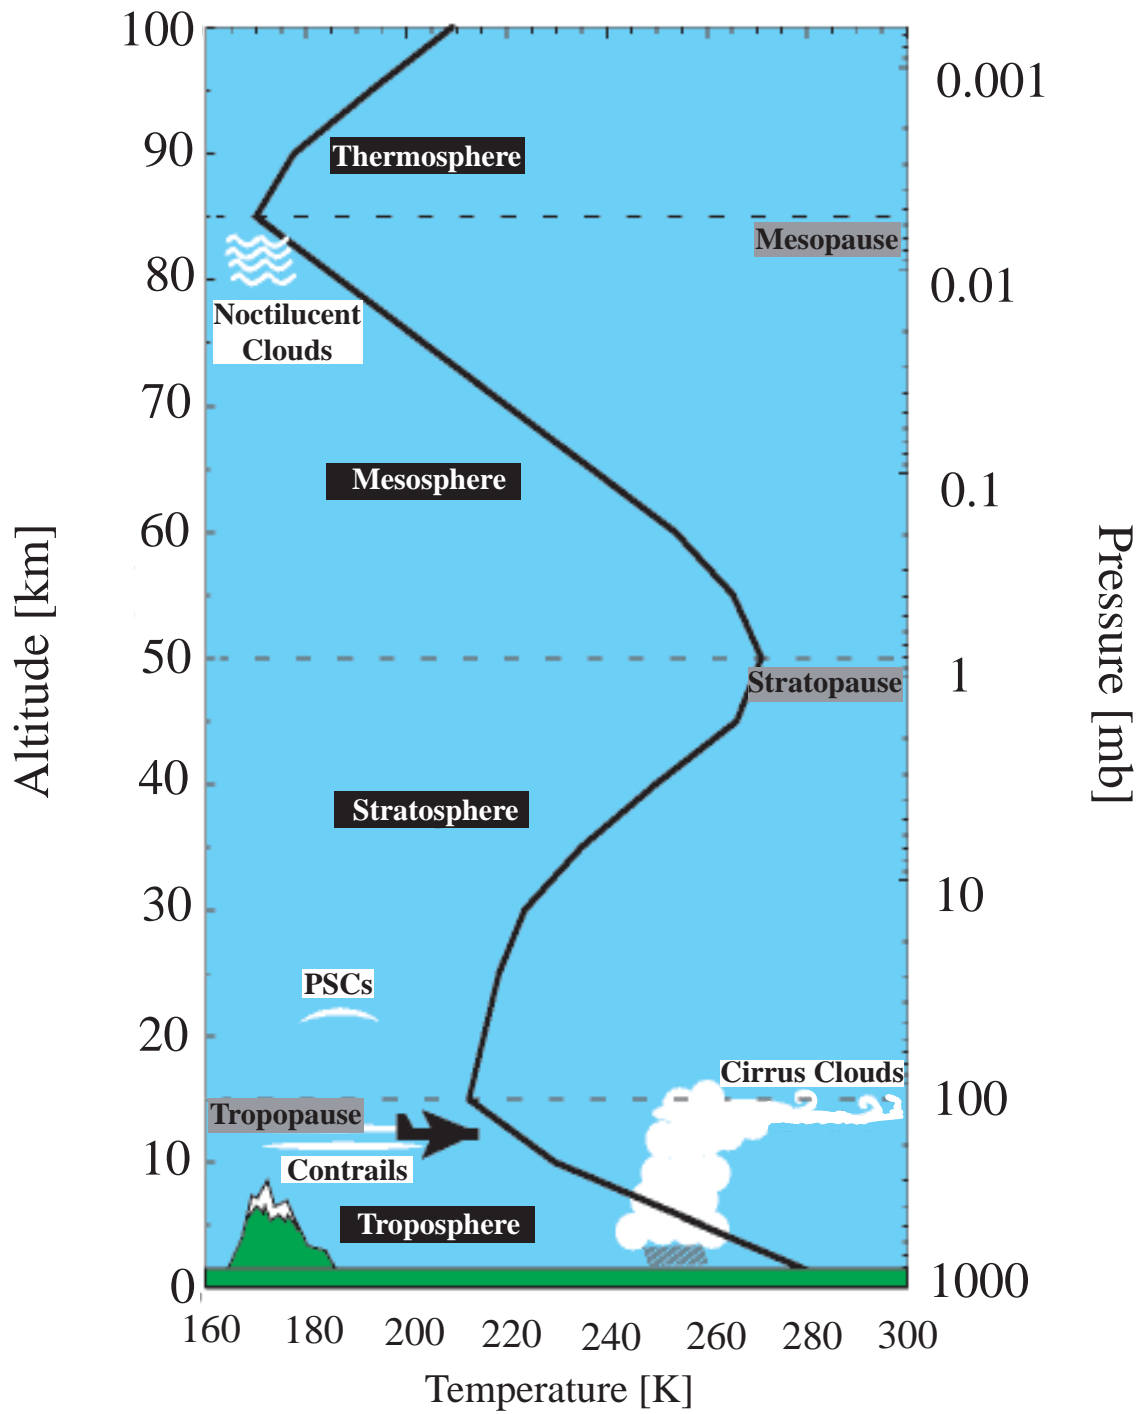 100
0.001
90
Thermosphere
Mesopause
80
0.01
Noctilucent
Clouds
70
Mesosphere
0.1
60
Altitude [km]
Pressure [mb]
50
Stratopause
1
40
Stratosphere
30
10
PSCs
20
Cirrus Clouds
Tropopause
100
10
Contrails
Troposphere
0
1000
160 180 200 220 240 260 280 300
Temperature [K]